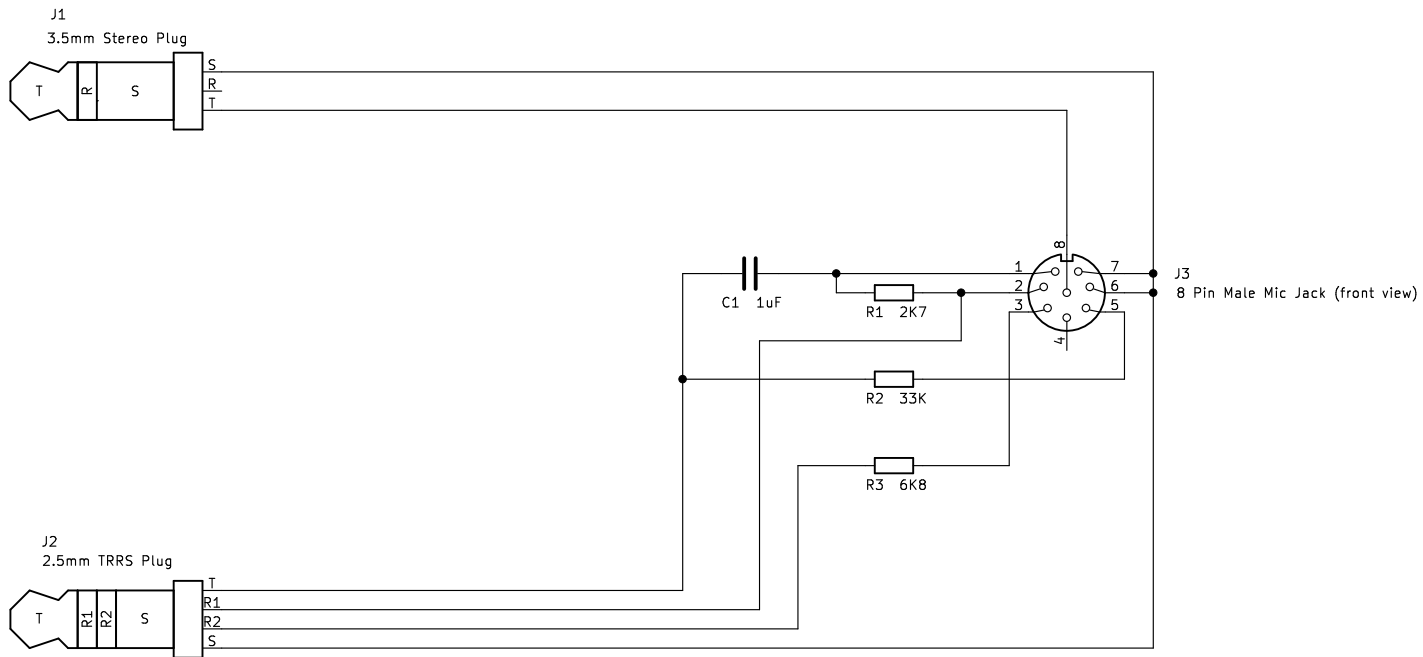 J1
3.5mm Stereo Plug
T R S
S
R
T
8
1 7
2 6
3 5
4
J3
8 Pin Male Mic Jack (front view)
C1 1uF
R1 2K7
R2 33K
R3 6K8
J2
2.5mm TRRS Plug
T R1 R2 S
T
R1
R2
S